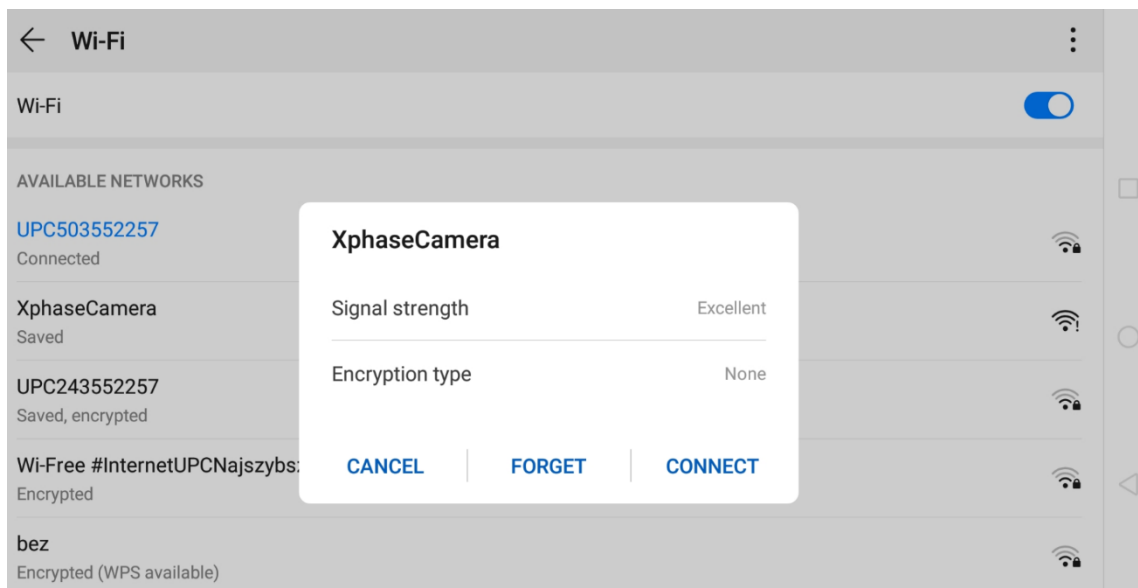 Wi-Fi
Wi-Fi
AVAILABLE NETWORKS
UPC503552257
Connected
XphaseCamera
Saved
UPC243552257
Saved, encrypted
Wi-Free #InternetUPCNajszybs
Encrypted
bez
Encrypted (WPS available)
XphaseCamera
Signal strength Excellent
Encryption type None
CANCEL FORGET CONNECT